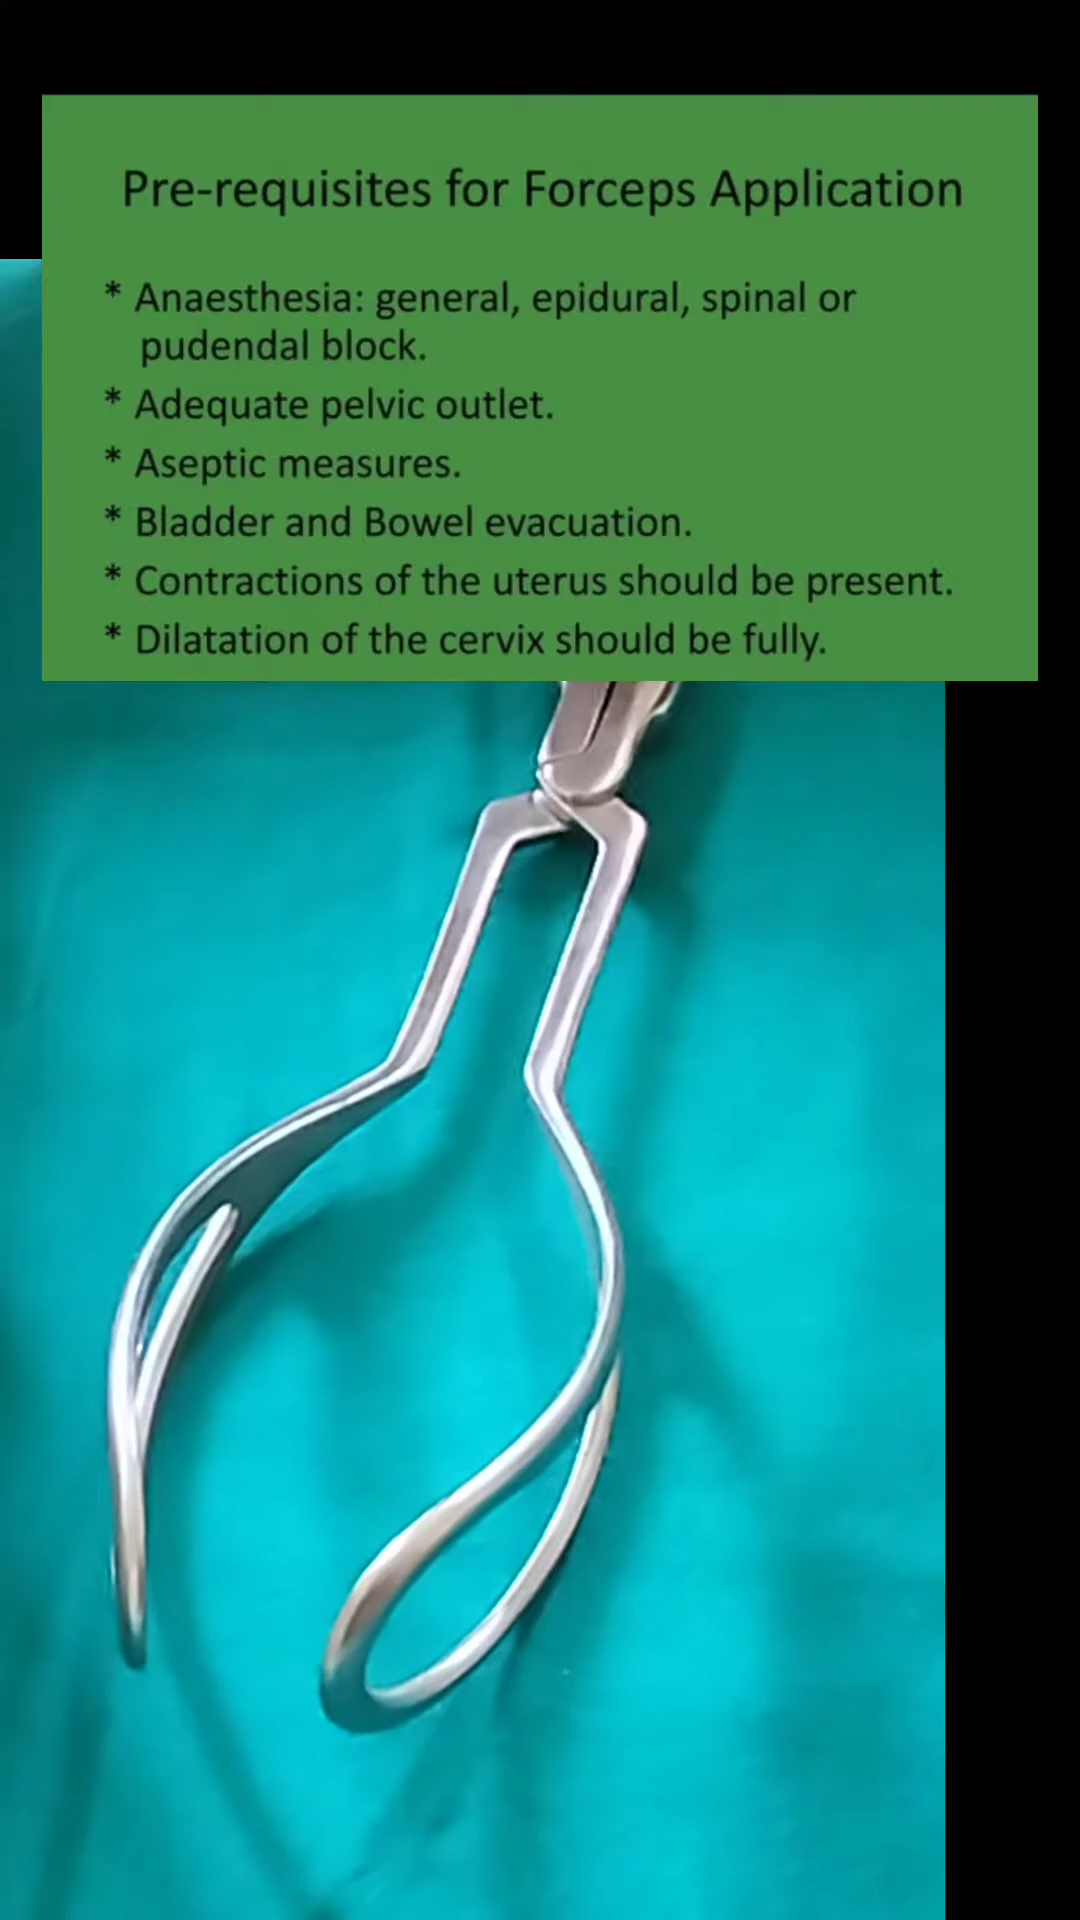 Pre-requisites for Forceps Application
* Anaesthesia: general, epidural, spinal or
pudendal block.
* Adequate pelvic outlet.
* Aseptic measures.
* Bladder and Bowel evacuation.
* Contractions of the uterus should be present.
* Dilatation of the cervix should be fully.